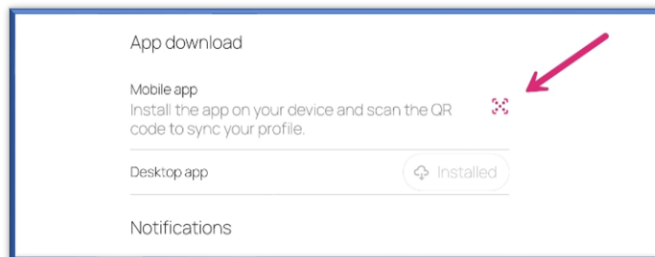 App download
Mobile app
Install the app on your device and scan the QR
code to sync your profile.
Desktop app
Installed
Notifications